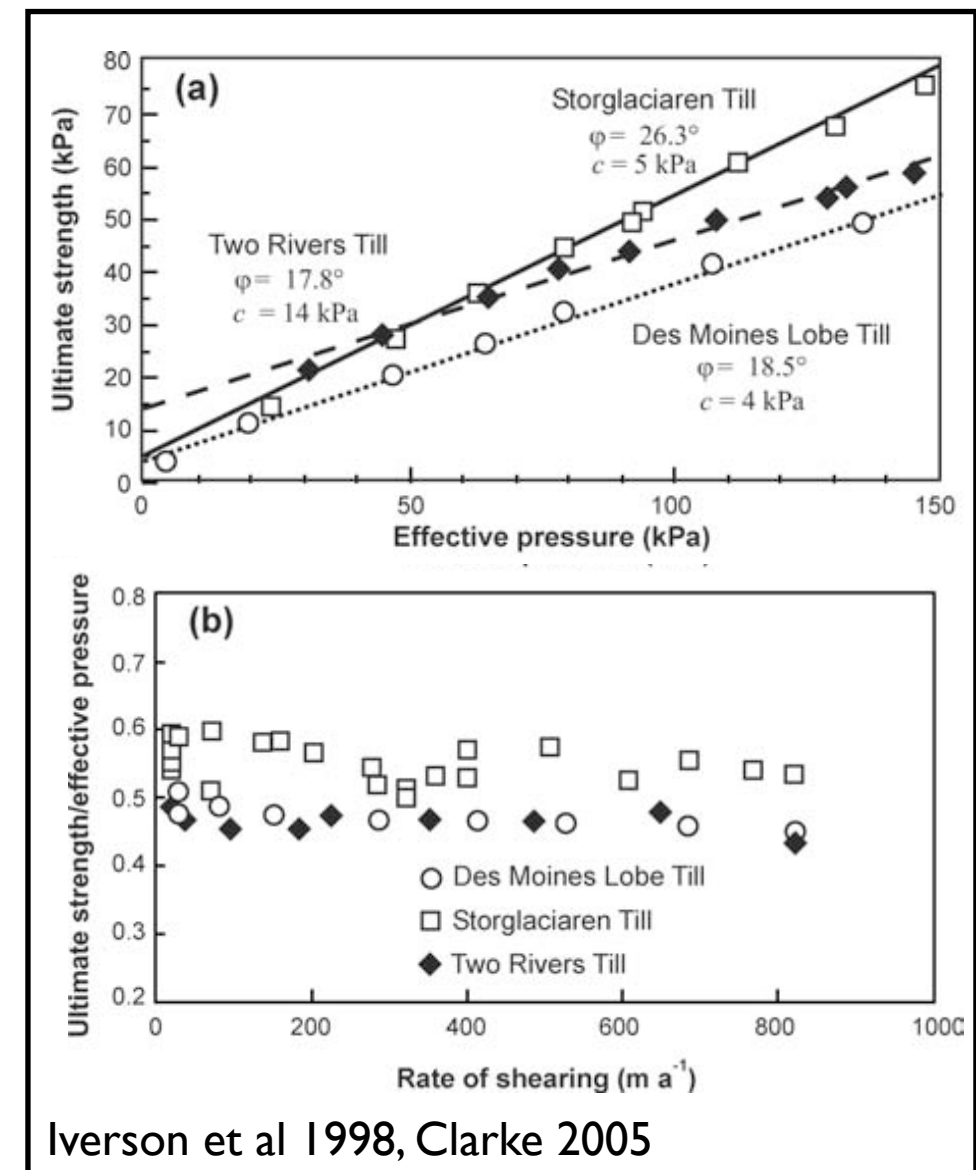 (a)
80
70
60
50
40
30
20
10
0
Ultimate strength (kPa)
Storglaciaren Till
φ= 26.3°
c = 5 kPa
Two Rivers Till
φ= 17.8°
c = 14 kPa
Des Moines Lobe Till
φ= 18.5°
c = 4 kPa
0 50 100 150
Effective pressure (kPa)
(b)
0.8
0.7
0.6
0.5
0.4
0.3
0.2
Ultimate strength/effective pressure
Des Moines Lobe Till
Storglaciaren Till
Two Rivers Till
0 200 400 600 800 1000
Rate of shearing (m a⁻¹)
Iverson et al 1998, Clarke 2005